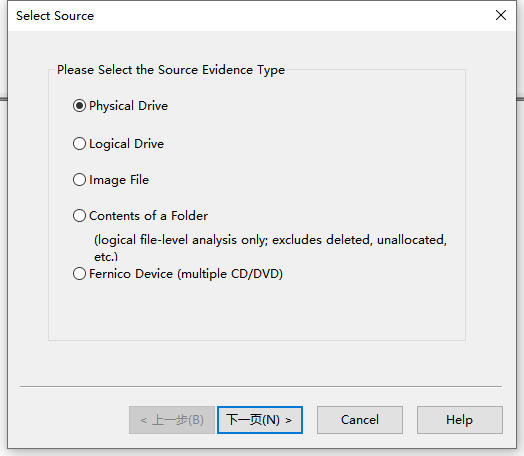 Select Source
Please Select the Source Evidence Type
Physical Drive
Logical Drive
Image File
Contents of a Folder
(logical file-level analysis only; excludes deleted, unallocated,
etc.)
Fernico Device (multiple CD/DVD)
< 上一步(B)
下一页(N) >
Cancel
Help